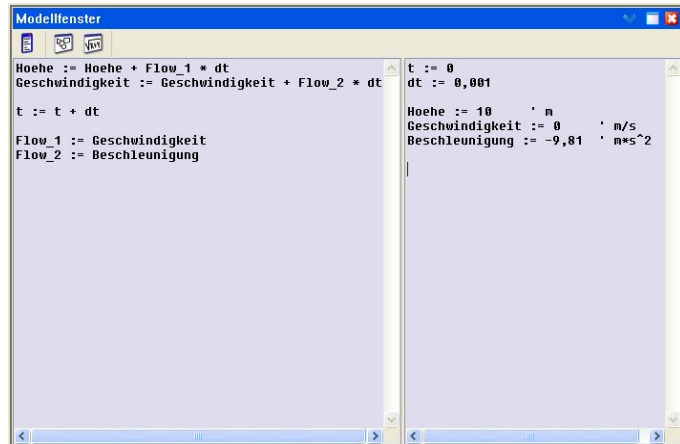 Modellfenster
Hoehe := Hoehe + Flow_1 * dt
Geschwindigkeit := Geschwindigkeit + Flow_2 * dt
t := t + dt
Flow_1 := Geschwindigkeit
Flow_2 := Beschleunigung
t := 0
dt := 0,001
Hoehe := 10 ' m
Geschwindigkeit := 0 ' m/s
Beschleunigung := -9,81 ' m*s^2